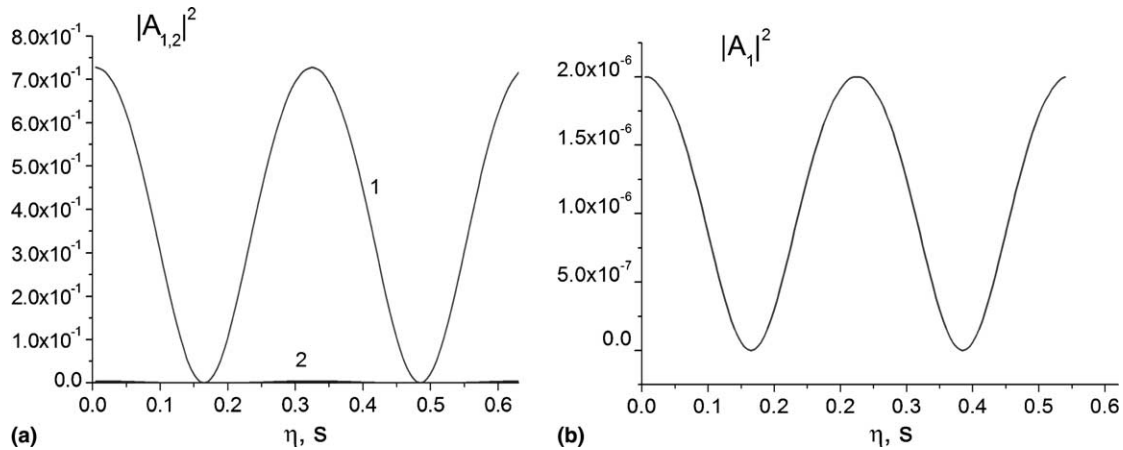 |A₁,₂|²
8.0x10⁻¹
7.0x10⁻¹
6.0x10⁻¹
5.0x10⁻¹
4.0x10⁻¹
3.0x10⁻¹
2.0x10⁻¹
1.0x10⁻¹
0.0
1
2
0.0 0.1 0.2 0.3 0.4 0.5 0.6
(a) η, s
|A₁|²
2.0x10⁻⁶
1.5x10⁻⁶
1.0x10⁻⁶
5.0x10⁻⁷
0.0
0.0 0.1 0.2 0.3 0.4 0.5 0.6
(b) η, s